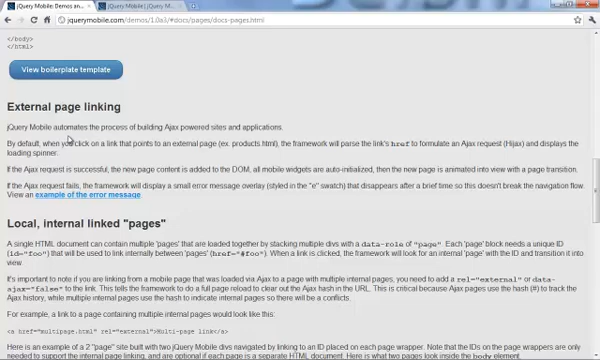 jQuery Mobile: Demos an...
jQuery Mobile | jQuery M...
jquerymobile.com/demos/1.0a3/#docs/pages/docs-pages.html
</body>
</html>
View boilerplate template
External page linking
jQuery Mobile automates the process of building Ajax powered sites and applications.
By default, when you click on a link that points to an external page (ex. products.html), the framework will parse the link's href to formulate an Ajax request (Hijax) and displays the
loading spinner.
If the Ajax request is successful, the new page content is added to the DOM, all mobile widgets are auto-initialized, then the new page is animated into view with a page transition.
If the Ajax request fails, the framework will display a small error message overlay (styled in the "e" swatch) that disappears after a brief time so this doesn't break the navigation flow.
View an example of the error message.
Local, internal linked "pages"
A single HTML document can contain multiple 'pages' that are loaded together by stacking multiple divs with a data-role of "page". Each 'page' block needs a unique ID
(id="foo") that will be used to link internally between 'pages' (href="#foo"). When a link is clicked, the framework will look for an internal 'page' with the ID and transition it into
view.
It's important to note if you are linking from a mobile page that was loaded via Ajax to a page with multiple internal pages, you need to add a rel="external" or data-
ajax="false" to the link. This tells the framework to do a full page reload to clear out the Ajax hash in the URL. This is critical because Ajax pages use the hash (#) to track the
Ajax history, while multiple internal pages use the hash to indicate internal pages so there will be conflicts.
For example, a link to a page containing multiple internal pages would look like this:
<a href="multipage.html" rel="external">Multi-page link</a>
Here is an example of a 2 "page" site built with two jQuery Mobile divs navigated by linking to an ID placed on each page wrapper. Note that the IDs on the page wrappers are only
needed to support the internal page linking, and are optional if each page is a separate HTML document. Here is what two pages look inside the body element.